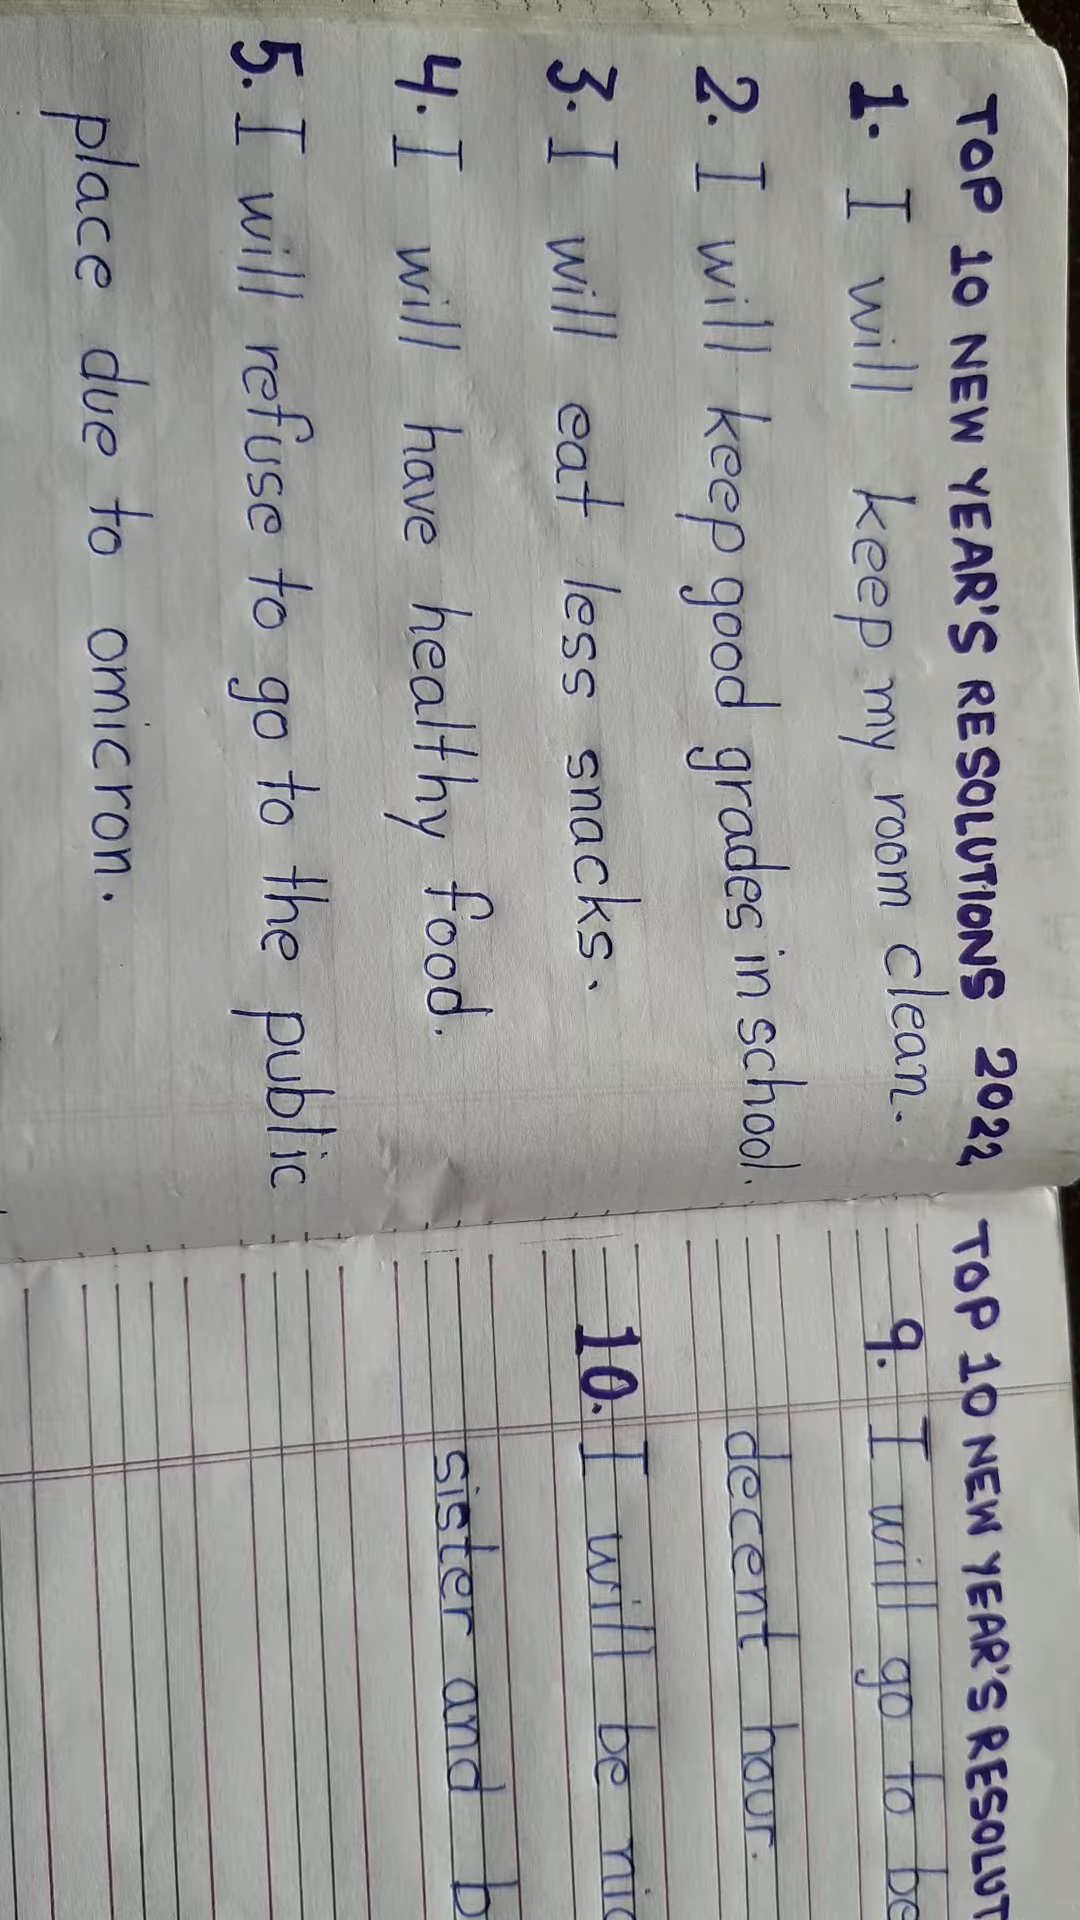 TOP 10 NEW YEAR'S RESOLUTIONS 2022
1. I will keep my room clean.
2. I will keep good grades in school.
3. I will eat less snacks.
4. I will have healthy food.
5. I will refuse to go to the public
place due to omicron.
TOP 10 NEW YEAR'S
9. I will go to
decent hour.
10. I will be
sister and